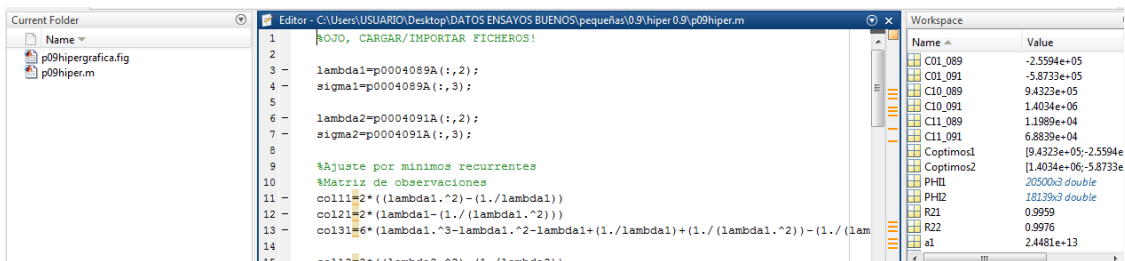 Current Folder
Name
p09hipergrafica.fig
p09hiper.m
Editor - C:\Users\USUARIO\Desktop\DATOS ENSAYOS BUENOS\pequeñas\0.9\hiper 0.9\p09hiper.m
1 %OJO, CARGAR/IMPORTAR FICHEROS!
2
3 - lambda1=p0004089A(:,2);
4 - sigma1=p0004089A(:,3);
5
6 - lambda2=p0004091A(:,2);
7 - sigma2=p0004091A(:,3);
8
9 %Ajuste por minimos recurrentes
10 %Matriz de observaciones
11 - col11=2*((lambda1.^2)-(1./lambda1))
12 - col21=2*(lambda1-(1./(lambda1.^2)))
13 - col31=6*(lambda1.^3-lambda1.^2-lambda1+(1./lambda1)+(1./(lambda1.^2))-(1./(lam
14
Workspace
Name Value
C01_089 -2.5594e+05
C01_091 -5.8733e+05
C10_089 9.4323e+05
C10_091 1.4034e+06
C11_089 1.1989e+04
C11_091 6.8839e+04
Coptimos1 [9.4323e+05;-2.5594e
Coptimos2 [1.4034e+06;-5.8733e
PHI1 20500x3 double
PHI2 18139x3 double
R21 0.9959
R22 0.9976
a1 2.4481e+13